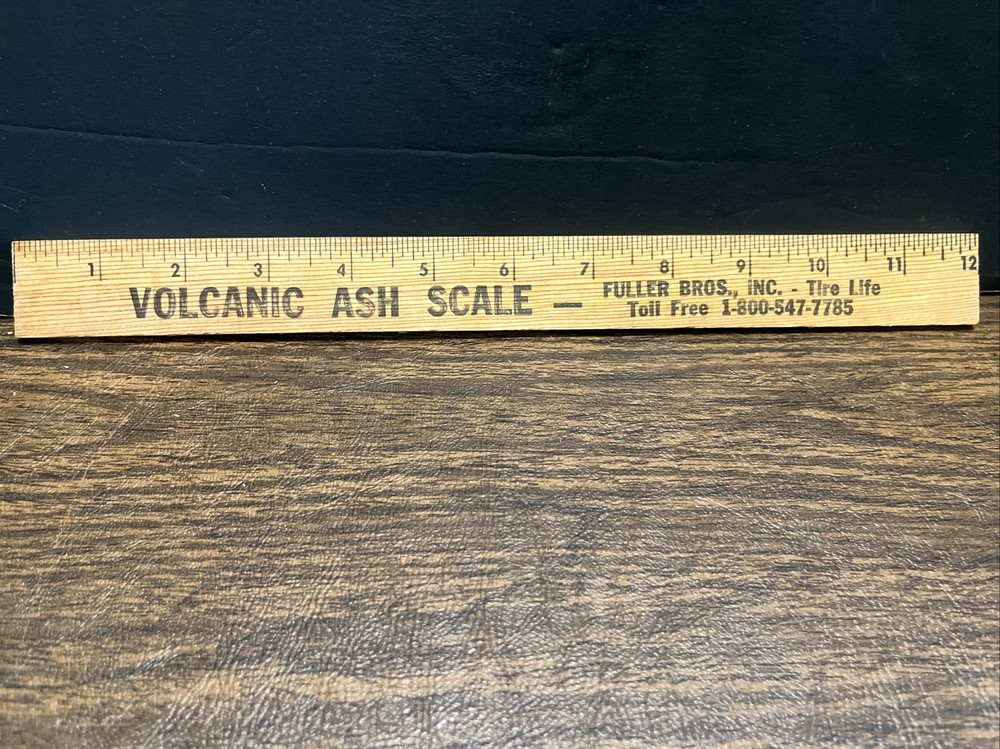 1 2 3 4 5 6 7 8 9 10 11 12
VOLCANIC ASH SCALE — FULLER BROS., INC. - Tire Life
Toll Free 1-800-547-7785